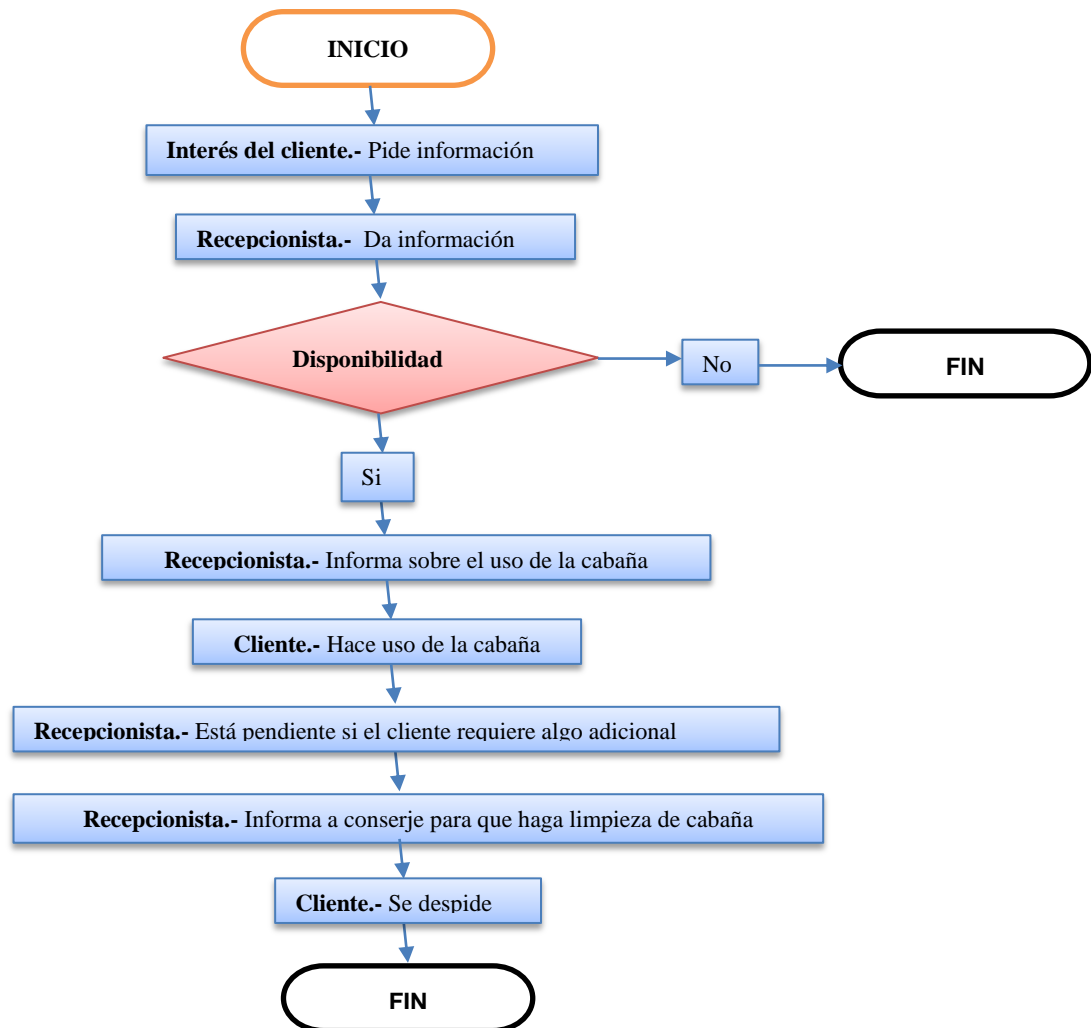 INICIO
Interés del cliente.- Pide información
Recepcionista.- Da información
Disponibilidad
No
FIN
Si
Recepcionista.- Informa sobre el uso de la cabaña
Cliente.- Hace uso de la cabaña
Recepcionista.- Está pendiente si el cliente requiere algo adicional
Recepcionista.- Informa a conserje para que haga limpieza de cabaña
Cliente.- Se despide
FIN